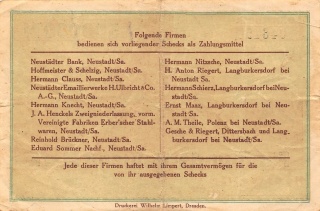 Folgende Firmen
bedienen sich vorliegender Schecks als Zahlungsmittel
Neustädter Bank, Neustadt/Sa.
Hoffmeister & Schelzig, Neustadt/Sa.
Hermann Clauss, Neustadt/Sa.
Neustädter Emaillierwerke H. Ulbricht & Co.
A.-G., Neustadt/Sa.
Hermann Knecht, Neustadt/Sa.
J. A. Henckels Zweigniederlassung, vorm.
Vereinigte Fabriken Erber'scher Stahl-
waren, Neustadt/Sa.
Reinhold Brückner, Neustadt/Sa.
Eduard Sommer Nachf., Neustadt/Sa.
Hermann Nitzsche, Neustadt/Sa.
H. Anton Riegert, Langburkersdorf bei
Neustadt Sa.
Hermann Schierz, Langburkersdorf bei Neu-
stadt/Sa.
Ernst Maaz, Langburkersdorf bei Neu-
stadt/Sa.
A. M. Theile, Polenz bei Neustadt/Sa.
Gesche & Riegert, Dittersbach und Lang-
burkersdorf bei Neustadt/Sa.
Jede dieser Firmen haftet mit ihrem Gesamtvermögen für die
von ihr ausgegebenen Schecks
Druckerei Wilhelm Limpert, Dresden.